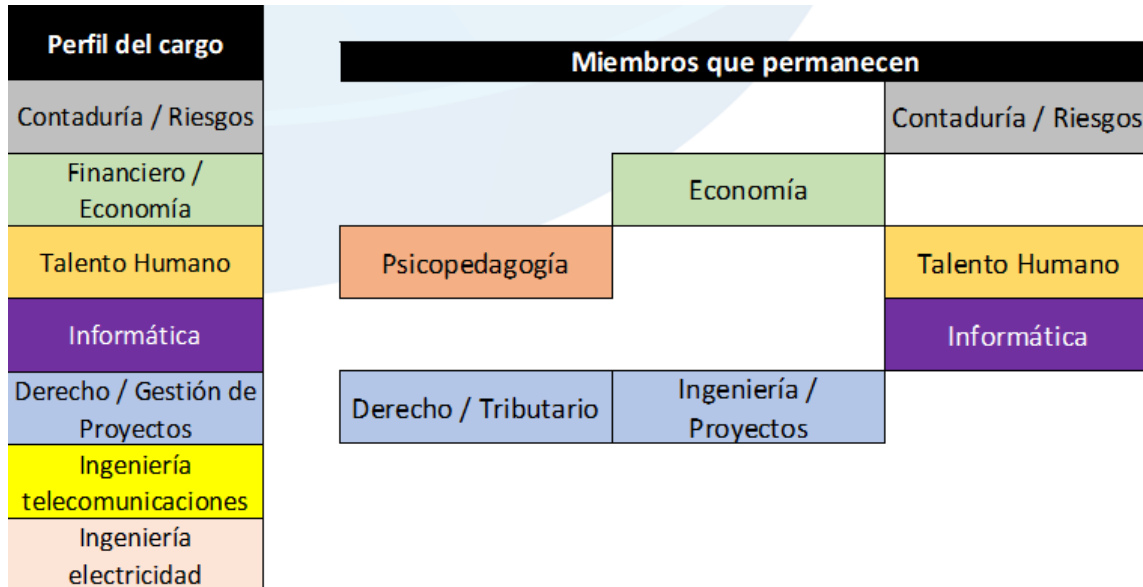 Perfil del cargo
Miembros que permanecen
Contaduría / Riesgos
Contaduría / Riesgos
Financiero /
Economía
Economía
Talento Humano
Psicopedagogía
Talento Humano
Informática
Informática
Derecho / Gestión de
Proyectos
Derecho / Tributario
Ingeniería /
Proyectos
Ingeniería
telecomunicaciones
Ingeniería
electricidad